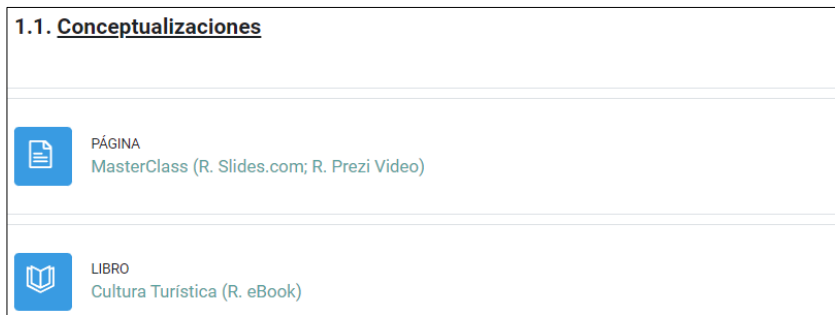 1.1. Conceptualizaciones
PÁGINA
MasterClass (R. Slides.com; R. Prezi Video)
LIBRO
Cultura Turística (R. eBook)